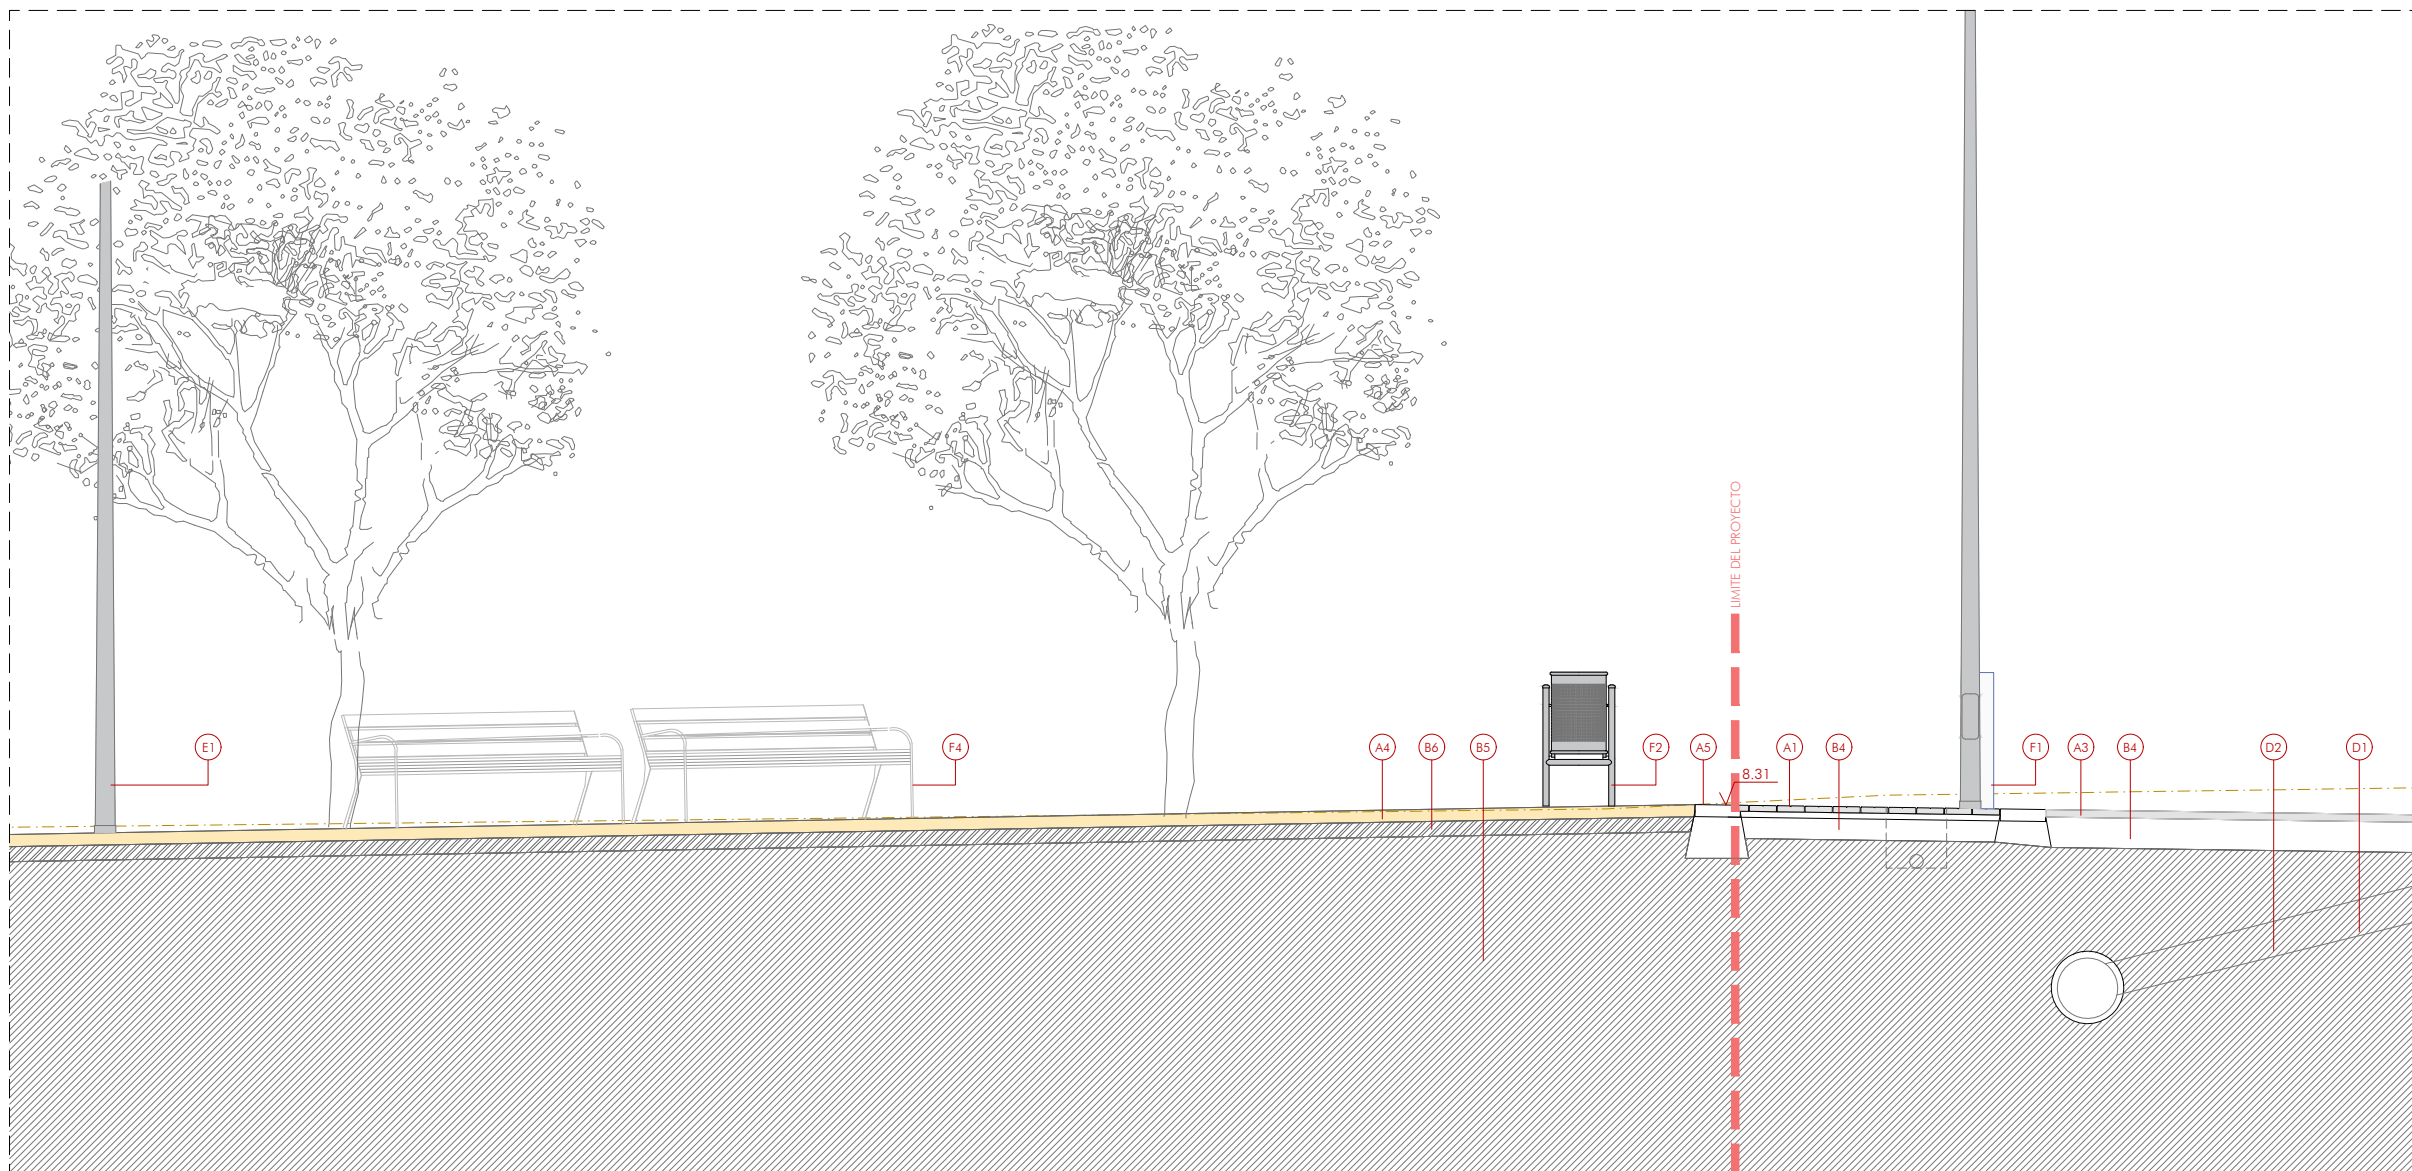 LIMITE DEL PROYECTO
E1
F4
A4
B6
B5
F2
A5
A1
B4
F1
A3
B4
D2
D1
8.31